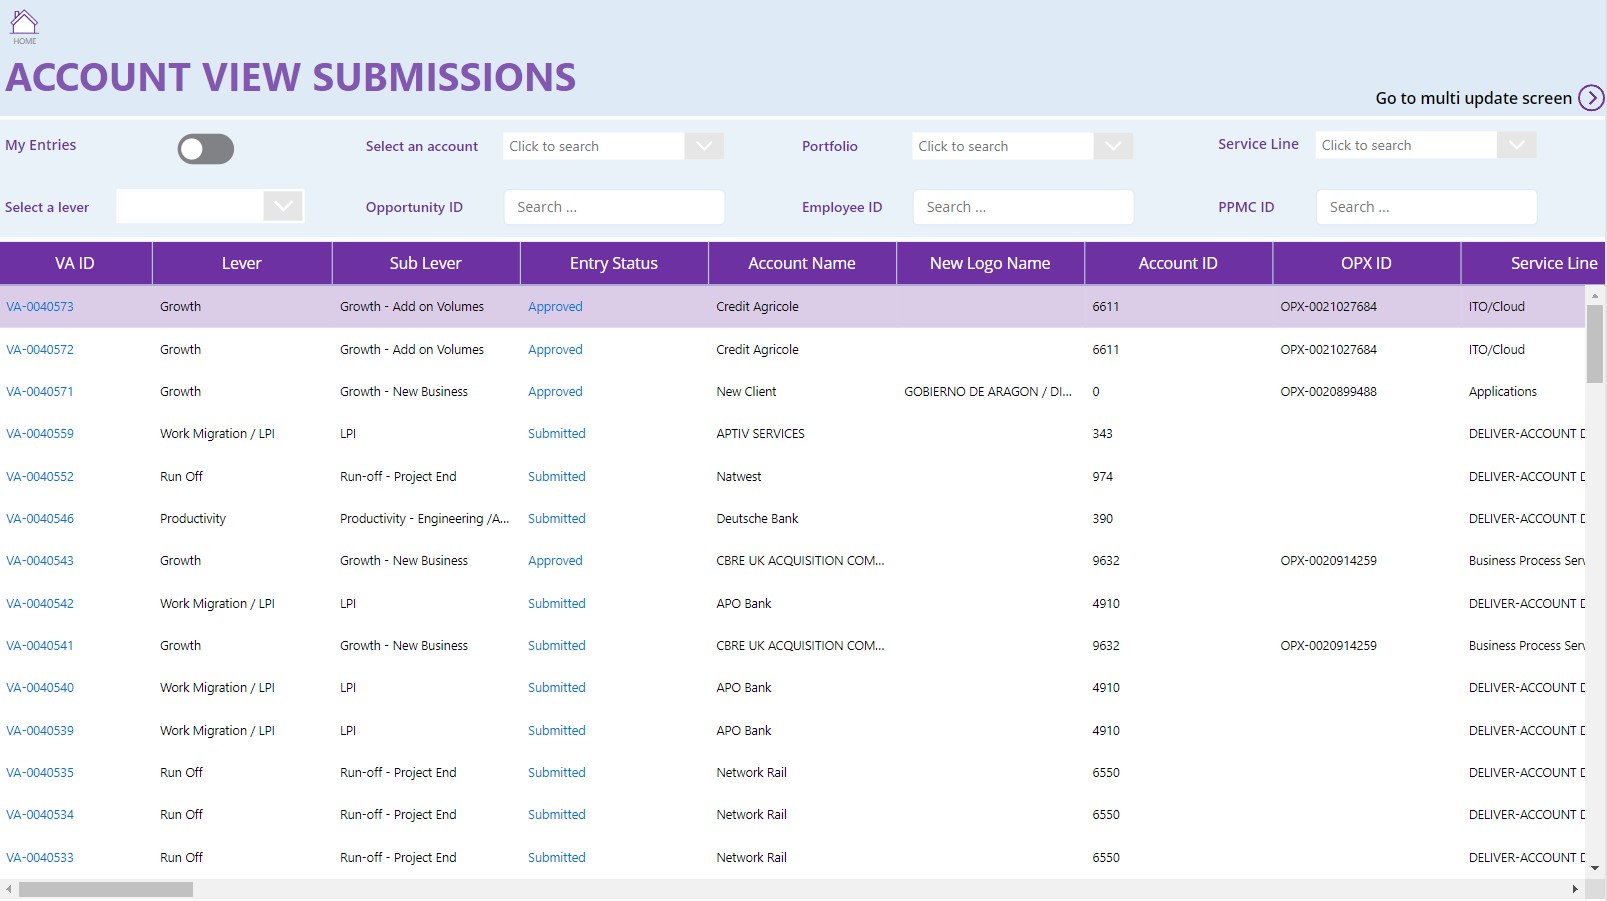 HOME
ACCOUNT VIEW SUBMISSIONS
Go to multi update screen
My Entries
Select an account Click to search
Portfolio Click to search
Service Line Click to search
Select a lever
Opportunity ID Search ...
Employee ID Search ...
PPMC ID Search ...
VA ID Lever Sub Lever Entry Status Account Name New Logo Name Account ID OPX ID Service Line
VA-0040573 Growth Growth - Add on Volumes Approved Credit Agricole 6611 OPX-0021027684 ITO/Cloud
VA-0040572 Growth Growth - Add on Volumes Approved Credit Agricole 6611 OPX-0021027684 ITO/Cloud
VA-0040571 Growth Growth - New Business Approved New Client GOBIERNO DE ARAGON / DI... 0 OPX-0020899488 Applications
VA-0040559 Work Migration / LPI LPI Submitted APTIV SERVICES 343 DELIVER-ACCOUNT D
VA-0040552 Run Off Run-off - Project End Submitted Natwest 974 DELIVER-ACCOUNT D
VA-0040546 Productivity Productivity - Engineering /A... Submitted Deutsche Bank 390 DELIVER-ACCOUNT D
VA-0040543 Growth Growth - New Business Approved CBRE UK ACQUISITION COM... 9632 OPX-0020914259 Business Process Serv
VA-0040542 Work Migration / LPI LPI Submitted APO Bank 4910 DELIVER-ACCOUNT D
VA-0040541 Growth Growth - New Business Submitted CBRE UK ACQUISITION COM... 9632 OPX-0020914259 Business Process Serv
VA-0040540 Work Migration / LPI LPI Submitted APO Bank 4910 DELIVER-ACCOUNT D
VA-0040539 Work Migration / LPI LPI Submitted APO Bank 4910 DELIVER-ACCOUNT D
VA-0040535 Run Off Run-off - Project End Submitted Network Rail 6550 DELIVER-ACCOUNT D
VA-0040534 Run Off Run-off - Project End Submitted Network Rail 6550 DELIVER-ACCOUNT D
VA-0040533 Run Off Run-off - Project End Submitted Network Rail 6550 DELIVER-ACCOUNT D